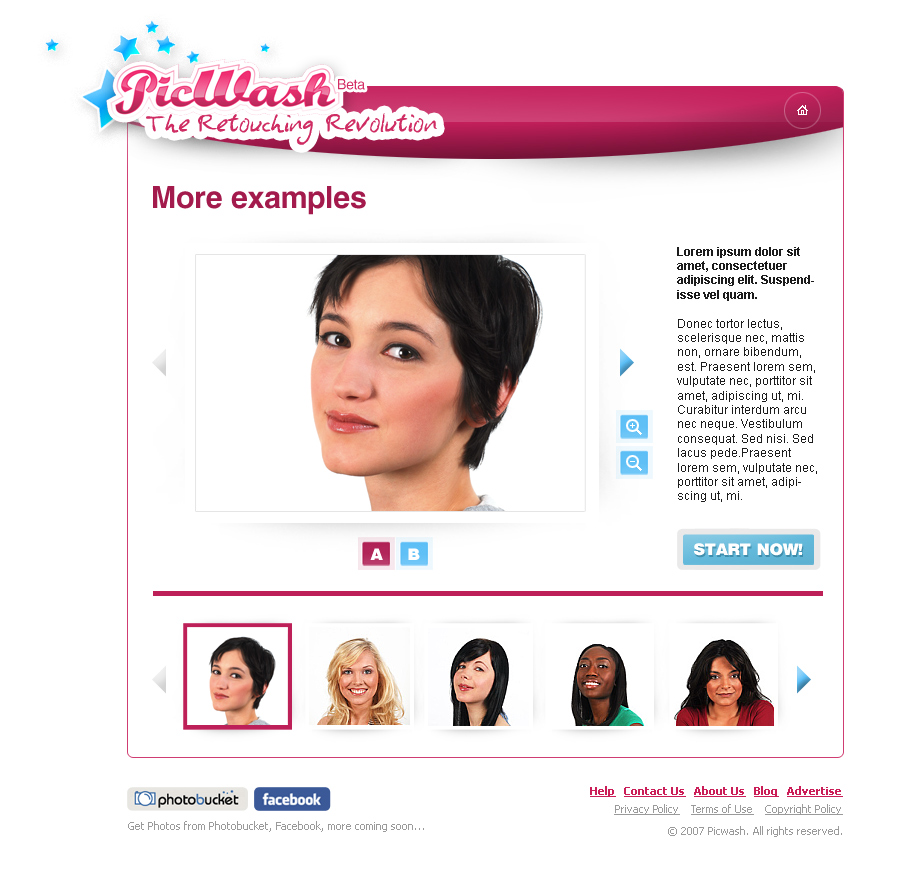 PicWash Beta
The Retouching Revolution
More examples
Lorem ipsum dolor sit
amet, consectetuer
adipiscing elit. Suspend-
isse vel quam.
Donec tortor lectus,
scelerisque nec, mattis
non, ornare bibendum,
est. Praesent lorem sem,
vulputate nec, porttitor sit
amet, adipiscing ut, mi.
Curabitur interdum arcu
nec neque. Vestibulum
consequat. Sed nisi. Sed
lacus pede.Praesent
lorem sem, vulputate nec,
porttitor sit amet, adipi-
scing ut, mi.
A B
START NOW!
photobucket facebook
Get Photos from Photobucket, Facebook, more coming soon...
Help Contact Us About Us Blog Advertise
Privacy Policy Terms of Use Copyright Policy
© 2007 Picwash. All rights reserved.